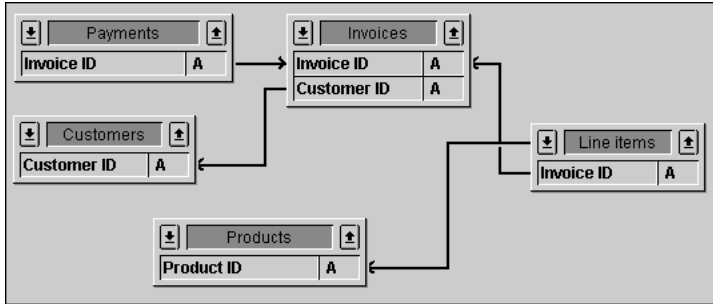 Payments
Invoice ID A
Invoices
Invoice ID A
Customer ID A
Customers
Customer ID A
Line items
Invoice ID A
Products
Product ID A